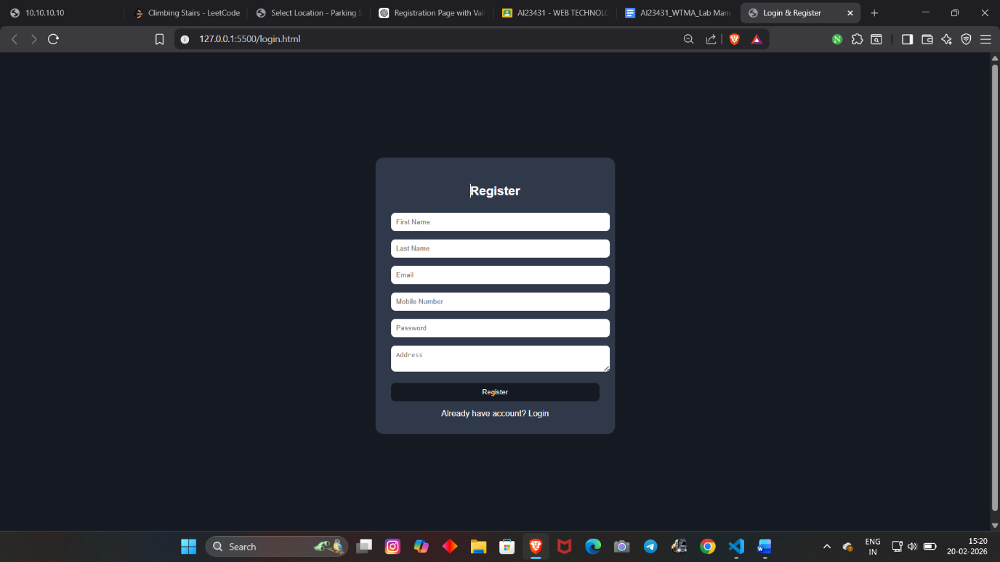 10.10.10.10
Climbing Stairs - LeetCode
Select Location - Parking S
Registration Page with Vali
AI23431 - WEB TECHNOLO
AI23431_WTMA_Lab Manu
Login & Register
127.0.0.1:5500/login.html
Register
First Name
Last Name
Email
Mobile Number
Password
Address
Register
Already have account? Login
Search
ENG
IN
15:20
20-02-2026